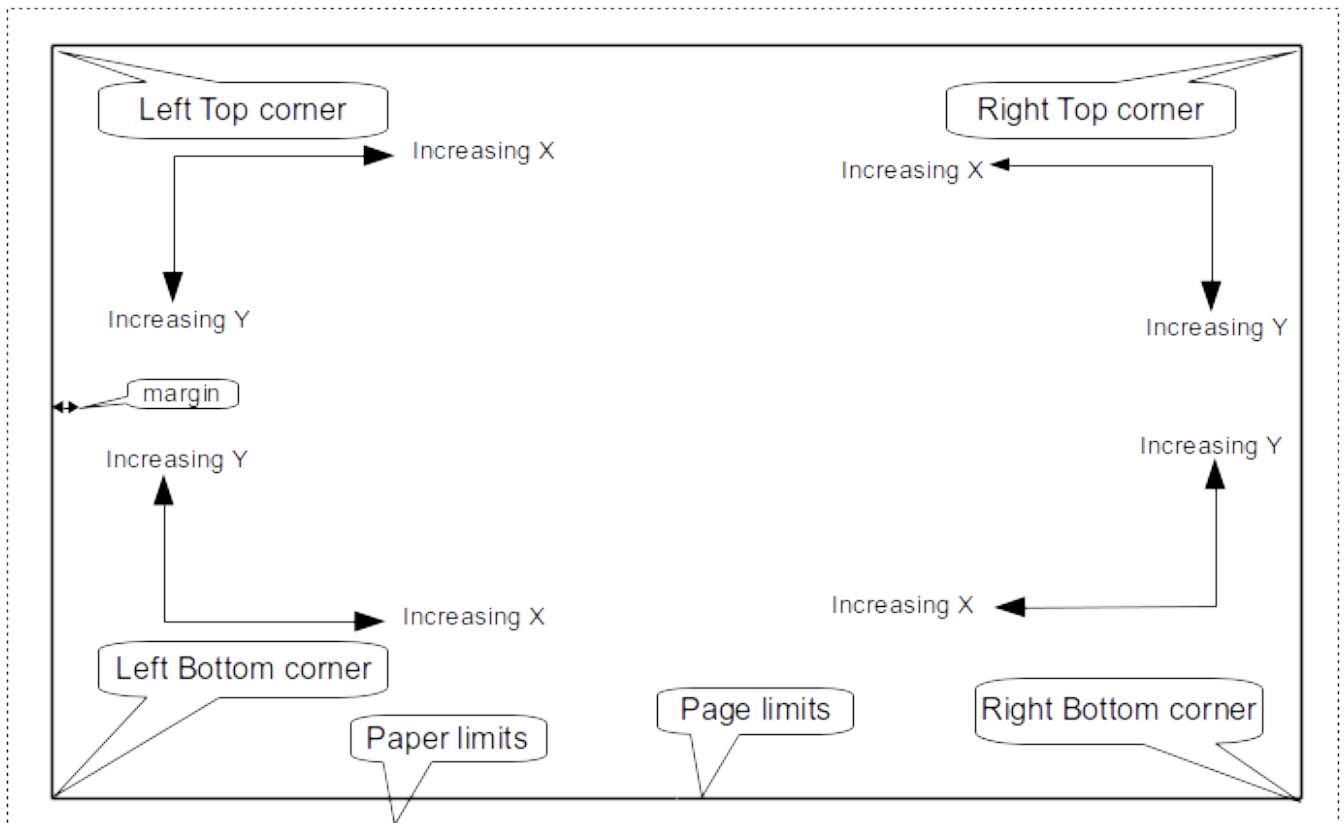 Left Top corner
Right Top corner
Increasing X
Increasing X
Increasing Y
Increasing Y
margin
Increasing Y
Increasing Y
Increasing X
Increasing X
Left Bottom corner
Page limits
Right Bottom corner
Paper limits